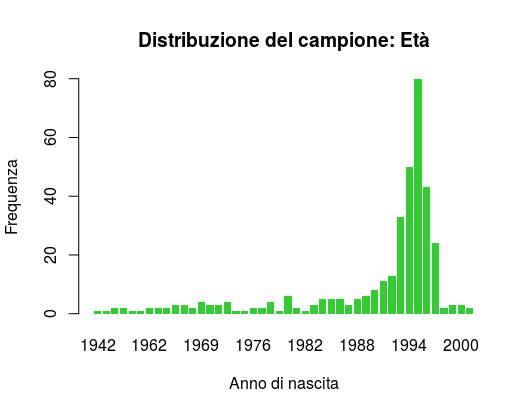 Distribuzione del campione: Età
Frequenza
80
60
40
20
0
1942 1962 1969 1976 1982 1988 1994 2000
Anno di nascita